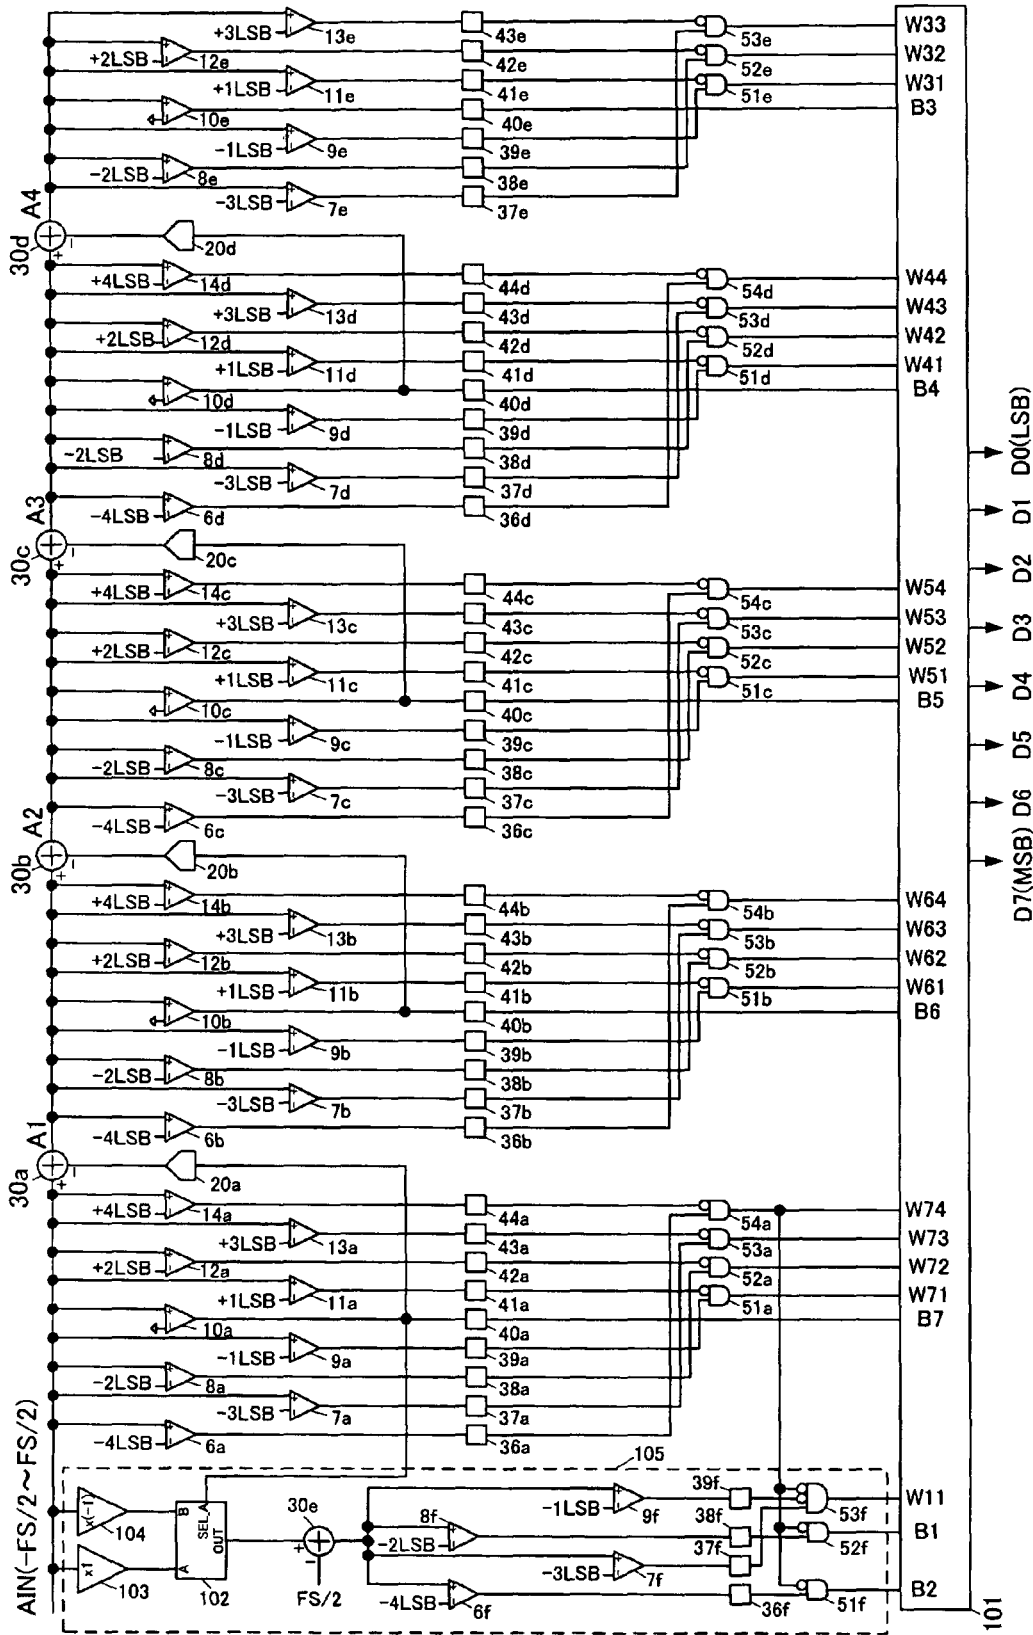 +3LSB
13e
43e
53e
W33
+2LSB
12e
42e
52e
W32
+1LSB
11e
41e
51e
W31
10e
40e
B3
-1LSB
9e
39e
-2LSB
8e
38e
-3LSB
7e
37e
A4
30d
20d
+4LSB
14d
44d
54d
W44
+3LSB
13d
43d
53d
W43
+2LSB
12d
42d
52d
W42
+1LSB
11d
41d
51d
W41
10d
40d
B4
-1LSB
9d
39d
-2LSB
8d
38d
-3LSB
7d
37d
A3
-4LSB
6d
36d
30c
20c
+4LSB
14c
44c
54c
W54
+3LSB
13c
43c
53c
W53
+2LSB
12c
42c
52c
W52
+1LSB
11c
41c
51c
W51
10c
40c
B5
-1LSB
9c
39c
-2LSB
8c
38c
-3LSB
7c
37c
A2
-4LSB
6c
36c
30b
20b
+4LSB
14b
44b
54b
W64
+3LSB
13b
43b
53b
W63
+2LSB
12b
42b
52b
W62
+1LSB
11b
41b
51b
W61
10b
40b
B6
-1LSB
9b
39b
-2LSB
8b
38b
-3LSB
7b
37b
A1
-4LSB
6b
36b
30a
20a
+4LSB
14a
44a
54a
W74
+3LSB
13a
43a
53a
W73
+2LSB
12a
42a
52a
W72
+1LSB
11a
41a
51a
W71
10a
40a
B7
-1LSB
9a
39a
-2LSB
8a
38a
-3LSB
7a
37a
-4LSB
6a
36a
AIN(-FS/2~FS/2)
105
x(-1)
104
x1
103
B
SEL_A
A
OUT
102
30e
FS/2
-1LSB
9f
39f
53f
W11
8f
-2LSB
38f
52f
B1
-3LSB
7f
37f
-4LSB
6f
36f
51f
B2
101
D0(LSB)
D1
D2
D3
D4
D5
D6
D7(MSB)